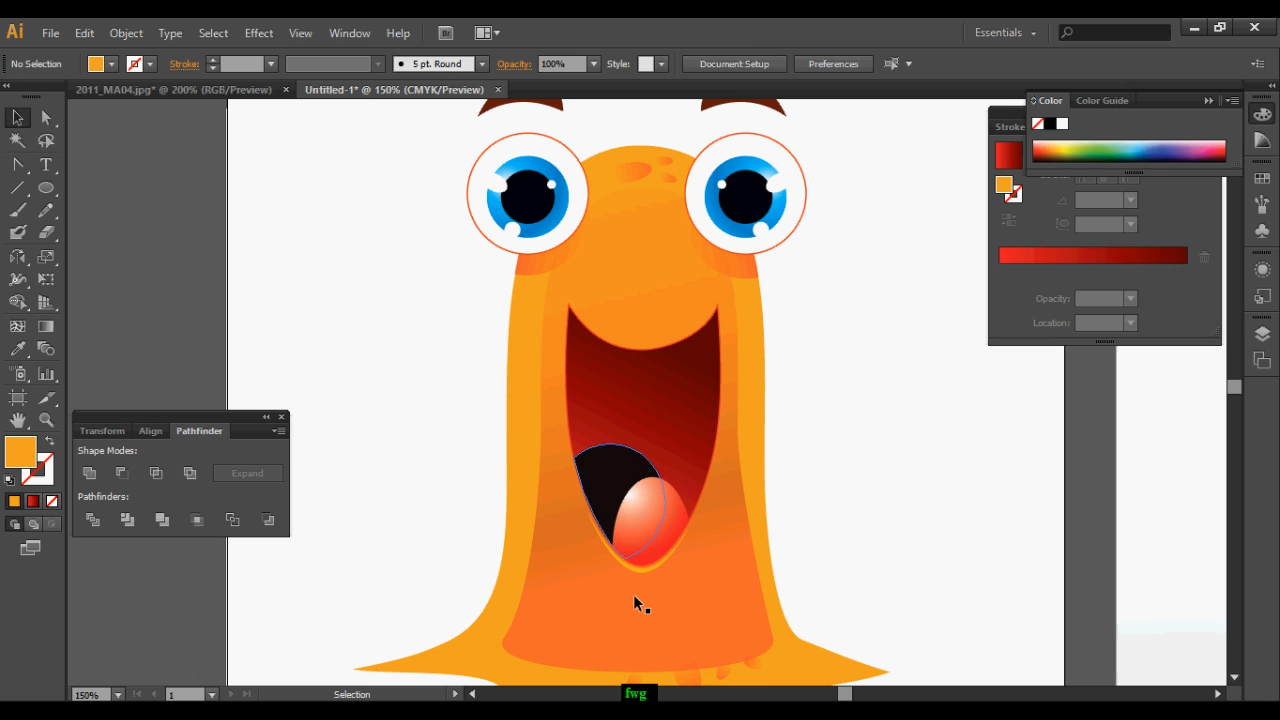 Ai File Edit Object Type Select Effect View Window Help Br Essentials
No Selection Stroke: 5 pt. Round Opacity: 100% Style: Document Setup Preferences
2011_MA04.jpg* @ 200% (RGB/Preview) × Untitled-1* @ 150% (CMYK/Preview) ×
Color Color Guide
Stroke
Opacity:
Location:
Transform Align Pathfinder
Shape Modes:
Expand
Pathfinders:
150% 1 Selection
fwg